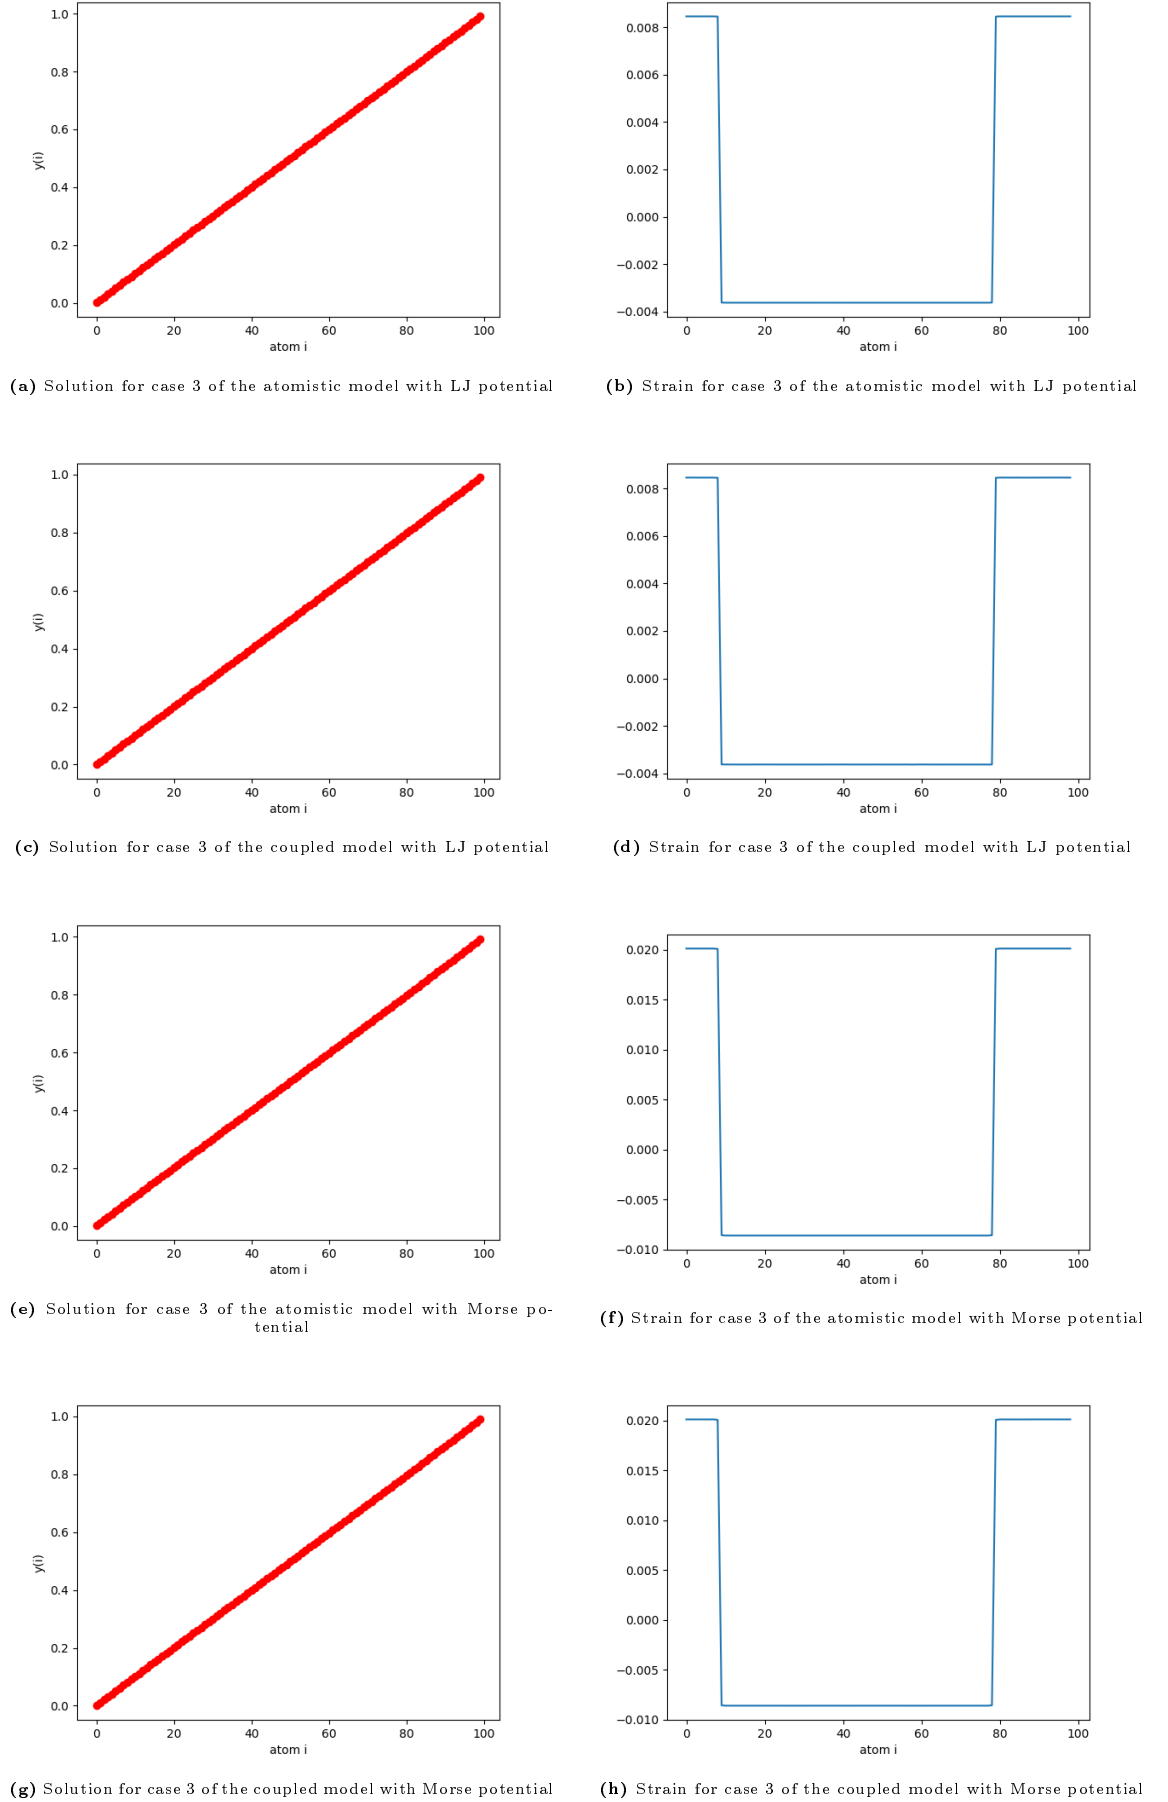 1.0
0.8
0.6
0.4
0.2
0.0
y(i)
0 20 40 60 80 100
atom i
(a) Solution for case 3 of the atomistic model with LJ potential
0.008
0.006
0.004
0.002
0.000
−0.002
−0.004
0 20 40 60 80 100
atom i
(b) Strain for case 3 of the atomistic model with LJ potential
1.0
0.8
0.6
0.4
0.2
0.0
y(i)
0 20 40 60 80 100
atom i
(c) Solution for case 3 of the coupled model with LJ potential
0.008
0.006
0.004
0.002
0.000
−0.002
−0.004
0 20 40 60 80 100
atom i
(d) Strain for case 3 of the coupled model with LJ potential
1.0
0.8
0.6
0.4
0.2
0.0
y(i)
0 20 40 60 80 100
atom i
(e) Solution for case 3 of the atomistic model with Morse po-
tential
0.020
0.015
0.010
0.005
0.000
−0.005
−0.010
0 20 40 60 80 100
atom i
(f) Strain for case 3 of the atomistic model with Morse potential
1.0
0.8
0.6
0.4
0.2
0.0
y(i)
0 20 40 60 80 100
atom i
(g) Solution for case 3 of the coupled model with Morse potential
0.020
0.015
0.010
0.005
0.000
−0.005
−0.010
0 20 40 60 80 100
atom i
(h) Strain for case 3 of the coupled model with Morse potential